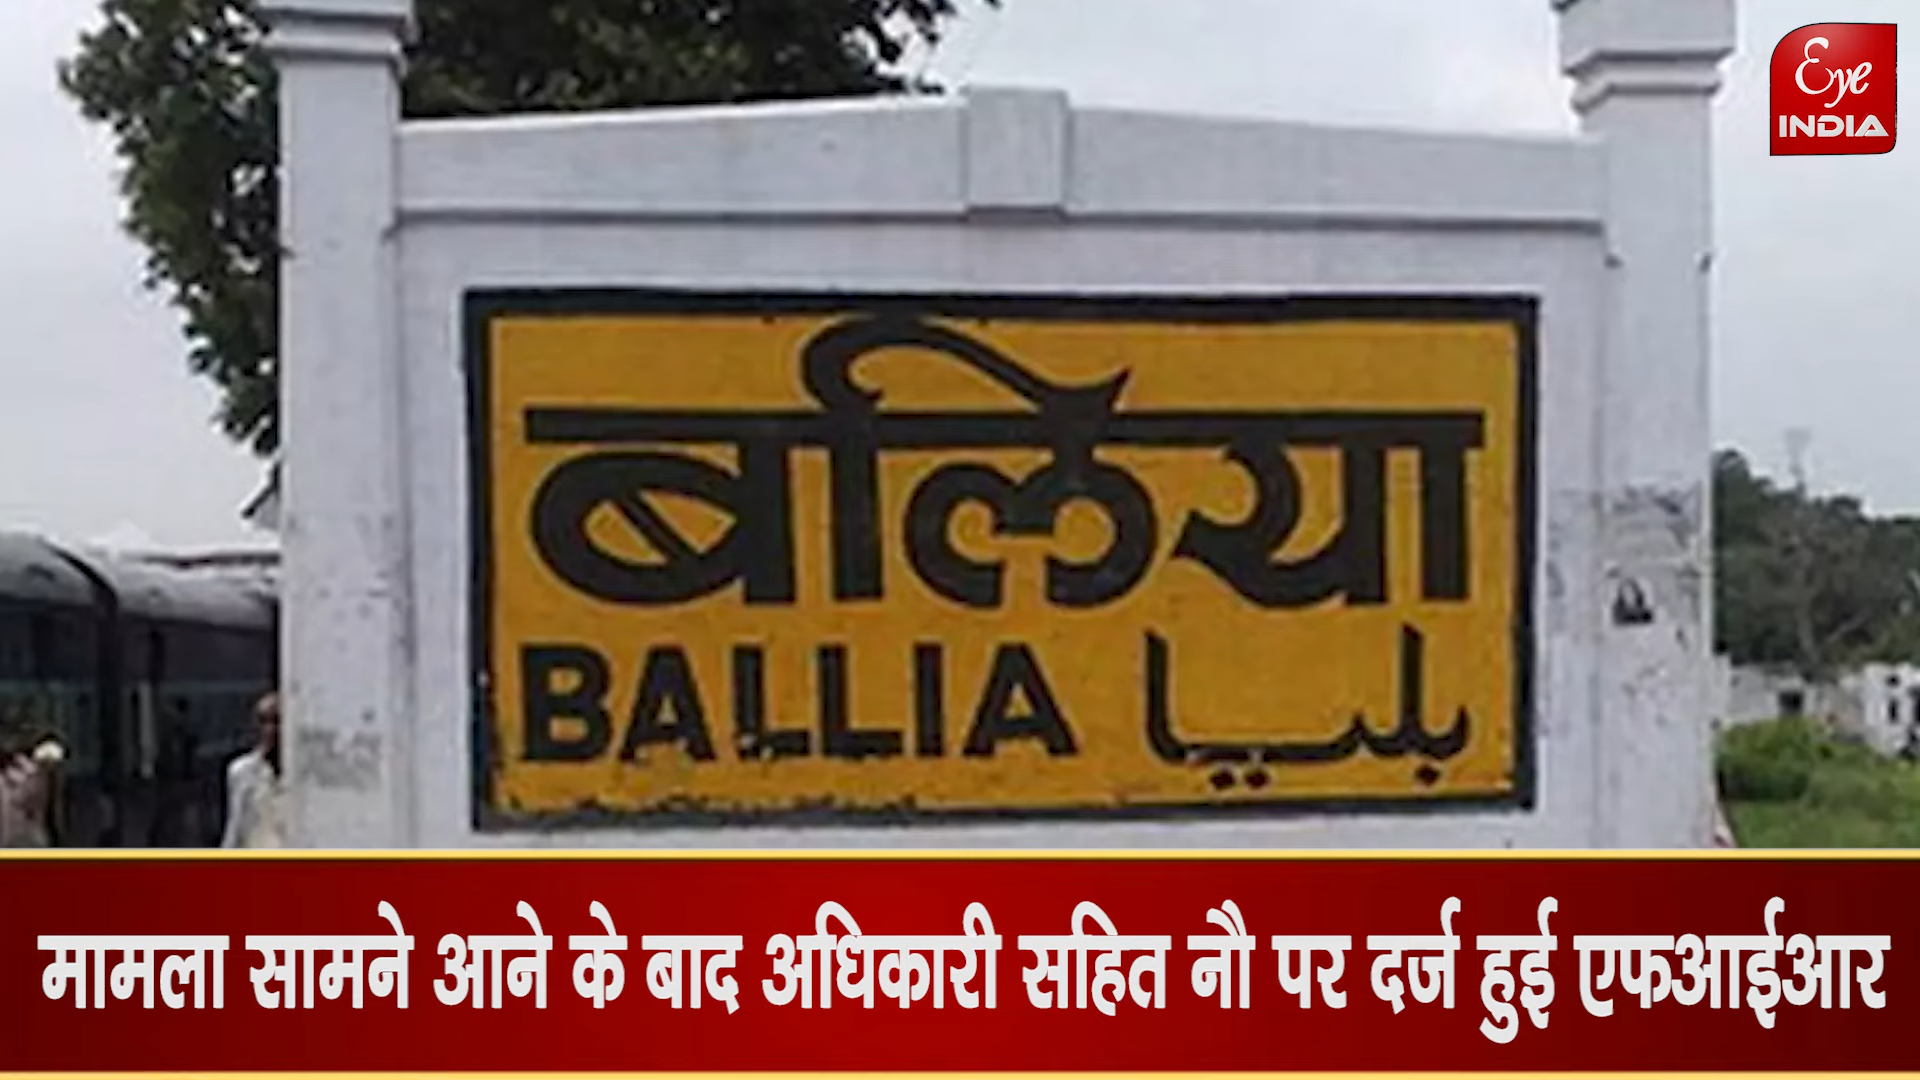 Eye
INDIA
बलिया
BALLIA بلیا
मामला सामने आने के बाद अधिकारी सहित नौ पर दर्ज हुई एफआईआर